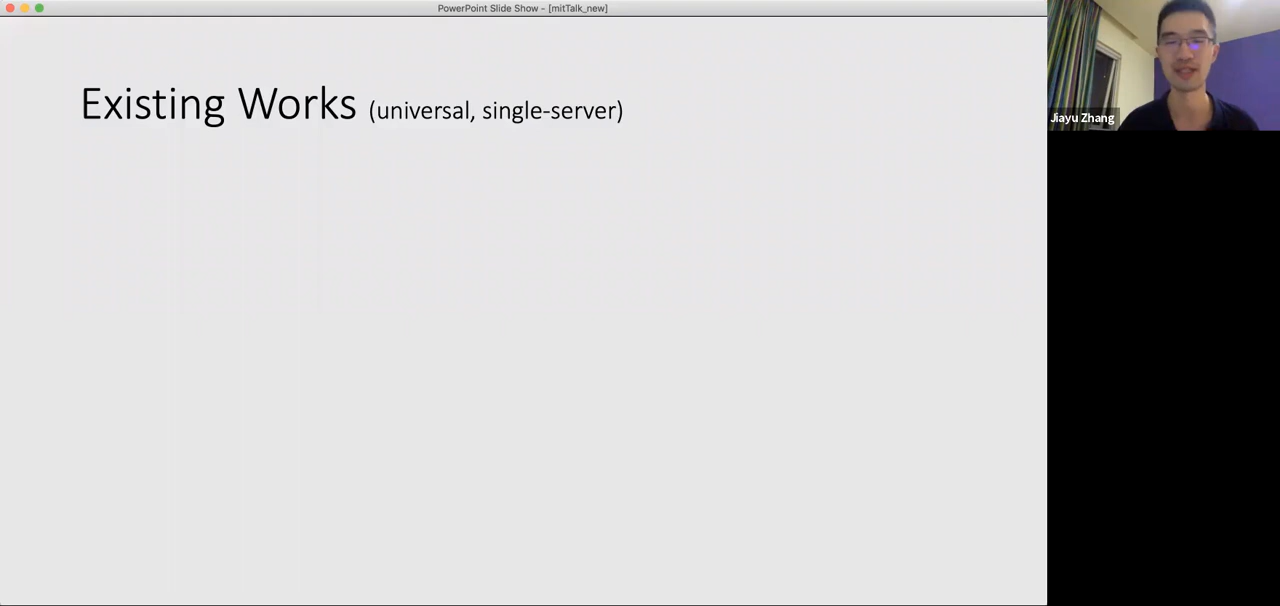 PowerPoint Slide Show - [mitTalk_new]
Existing Works (universal, single-server)
Jiayu Zhang